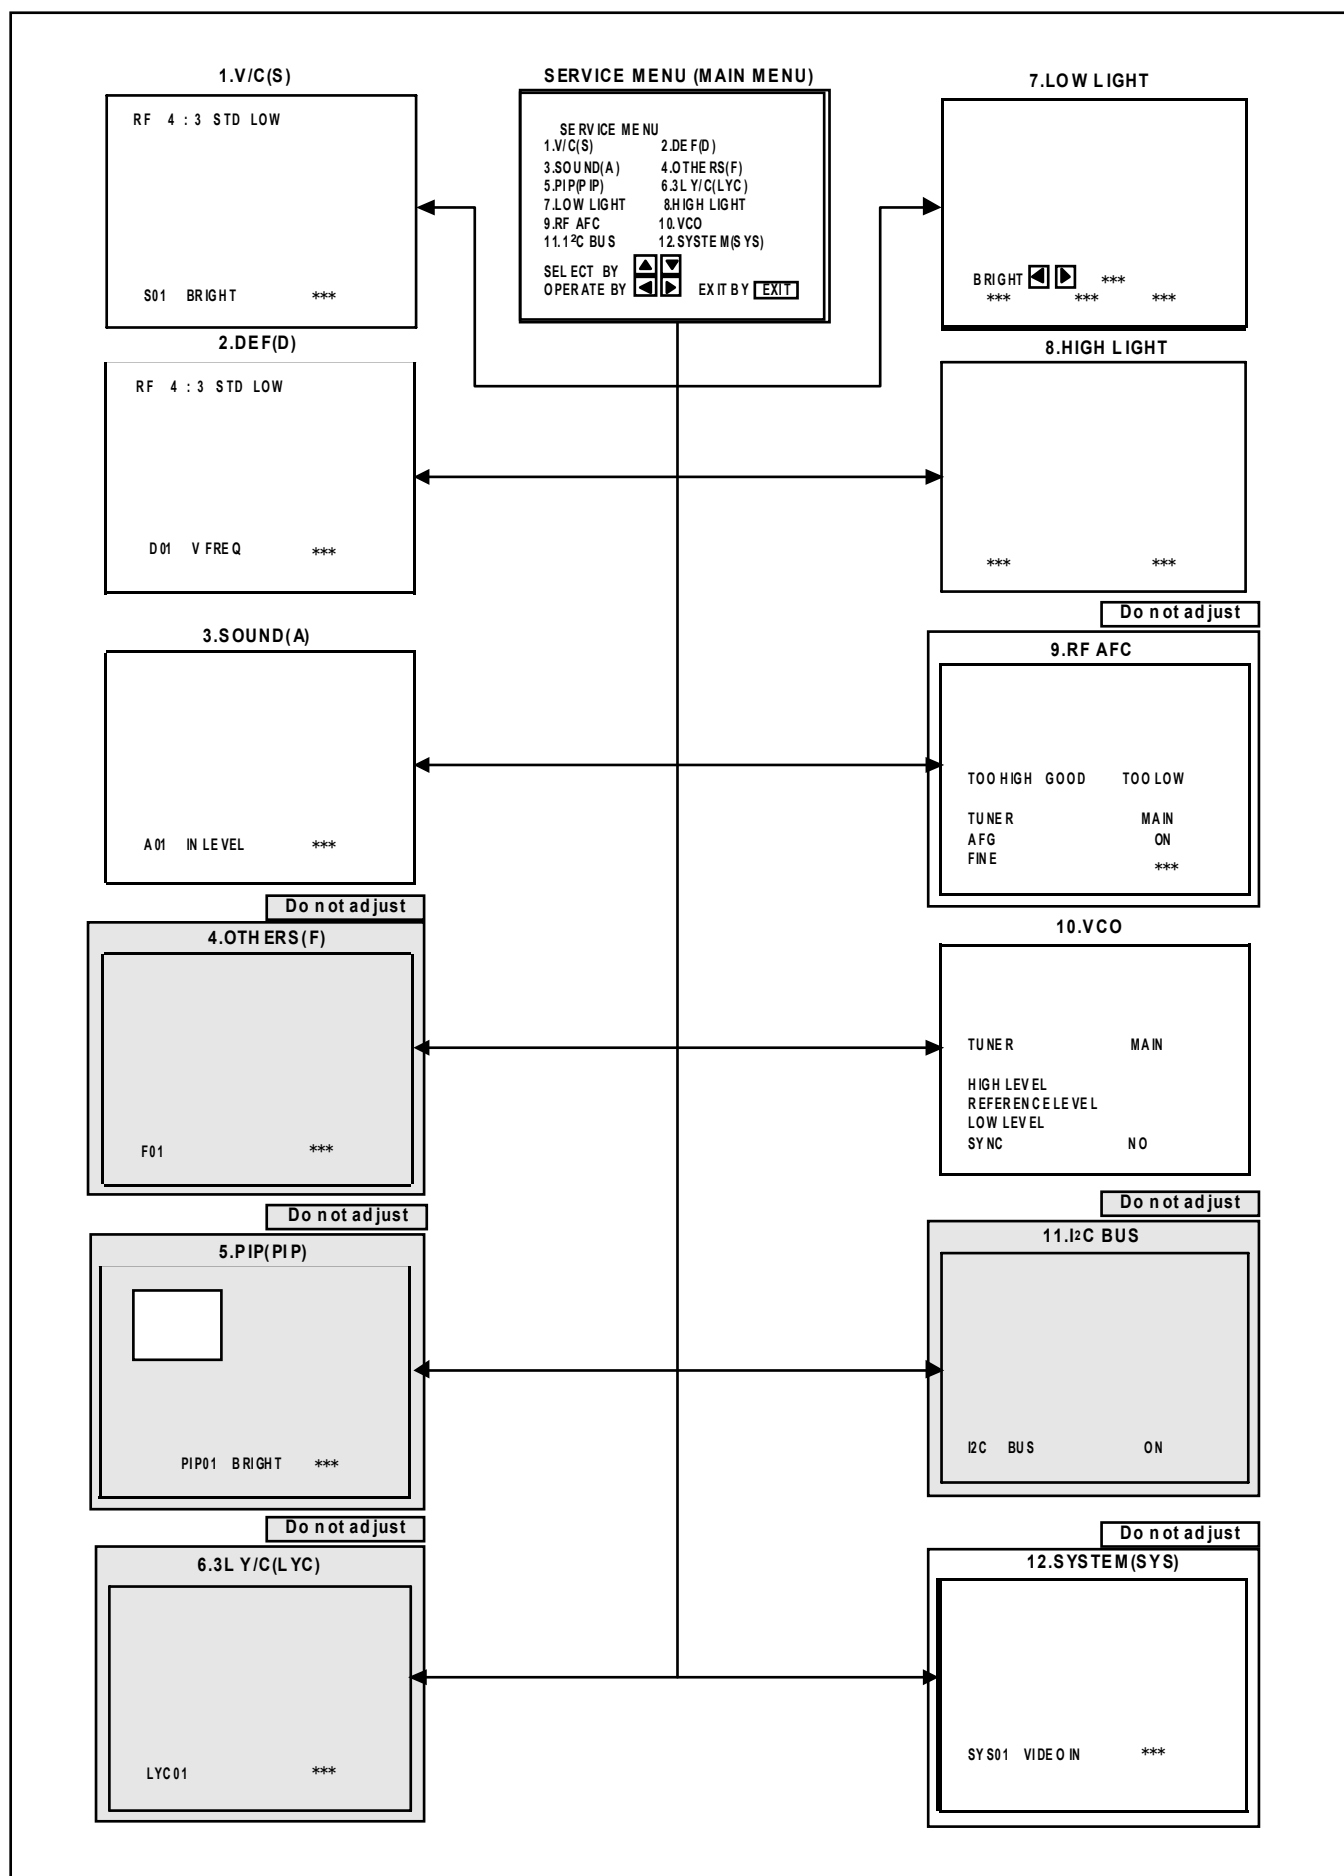 1.V/C(S)
RF 4 : 3 STD LOW
S01 BRIGHT ***
2.DEF(D)
RF 4 : 3 STD LOW
D01 V FREQ ***
3.SOUND(A)
A01 IN LEVEL ***
Do not adjust
4.OTHERS(F)
F01 ***
Do not adjust
5.PIP(PIP)
PIP01 BRIGHT ***
Do not adjust
6.3L Y/C(LYC)
LYC01 ***
SERVICE MENU (MAIN MENU)
SERVICE MENU
1.V/C(S) 2.DEF(D)
3.SOUND(A) 4.OTHERS(F)
5.PIP(PIP) 6.3L Y/C(LYC)
7.LOW LIGHT 8.HIGH LIGHT
9.RF AFC 10.VCO
11.1²C BUS 12.SYSTEM(SYS)
SELECT BY ▲ ▼
OPERATE BY ◀ ▶ EXIT BY EXIT
7.LOW LIGHT
BRIGHT ◀ ▶ ***
*** *** ***
8.HIGH LIGHT
*** ***
Do not adjust
9.RF AFC
TOO HIGH GOOD TOO LOW
TUNER MAIN
AFG ON
FINE ***
10.VCO
TUNER MAIN
HIGH LEVEL
REFERENCE LEVEL
LOW LEVEL
SYNC NO
Do not adjust
11.I2C BUS
I2C BUS ON
Do not adjust
12.SYSTEM(SYS)
SYS01 VIDEO IN ***